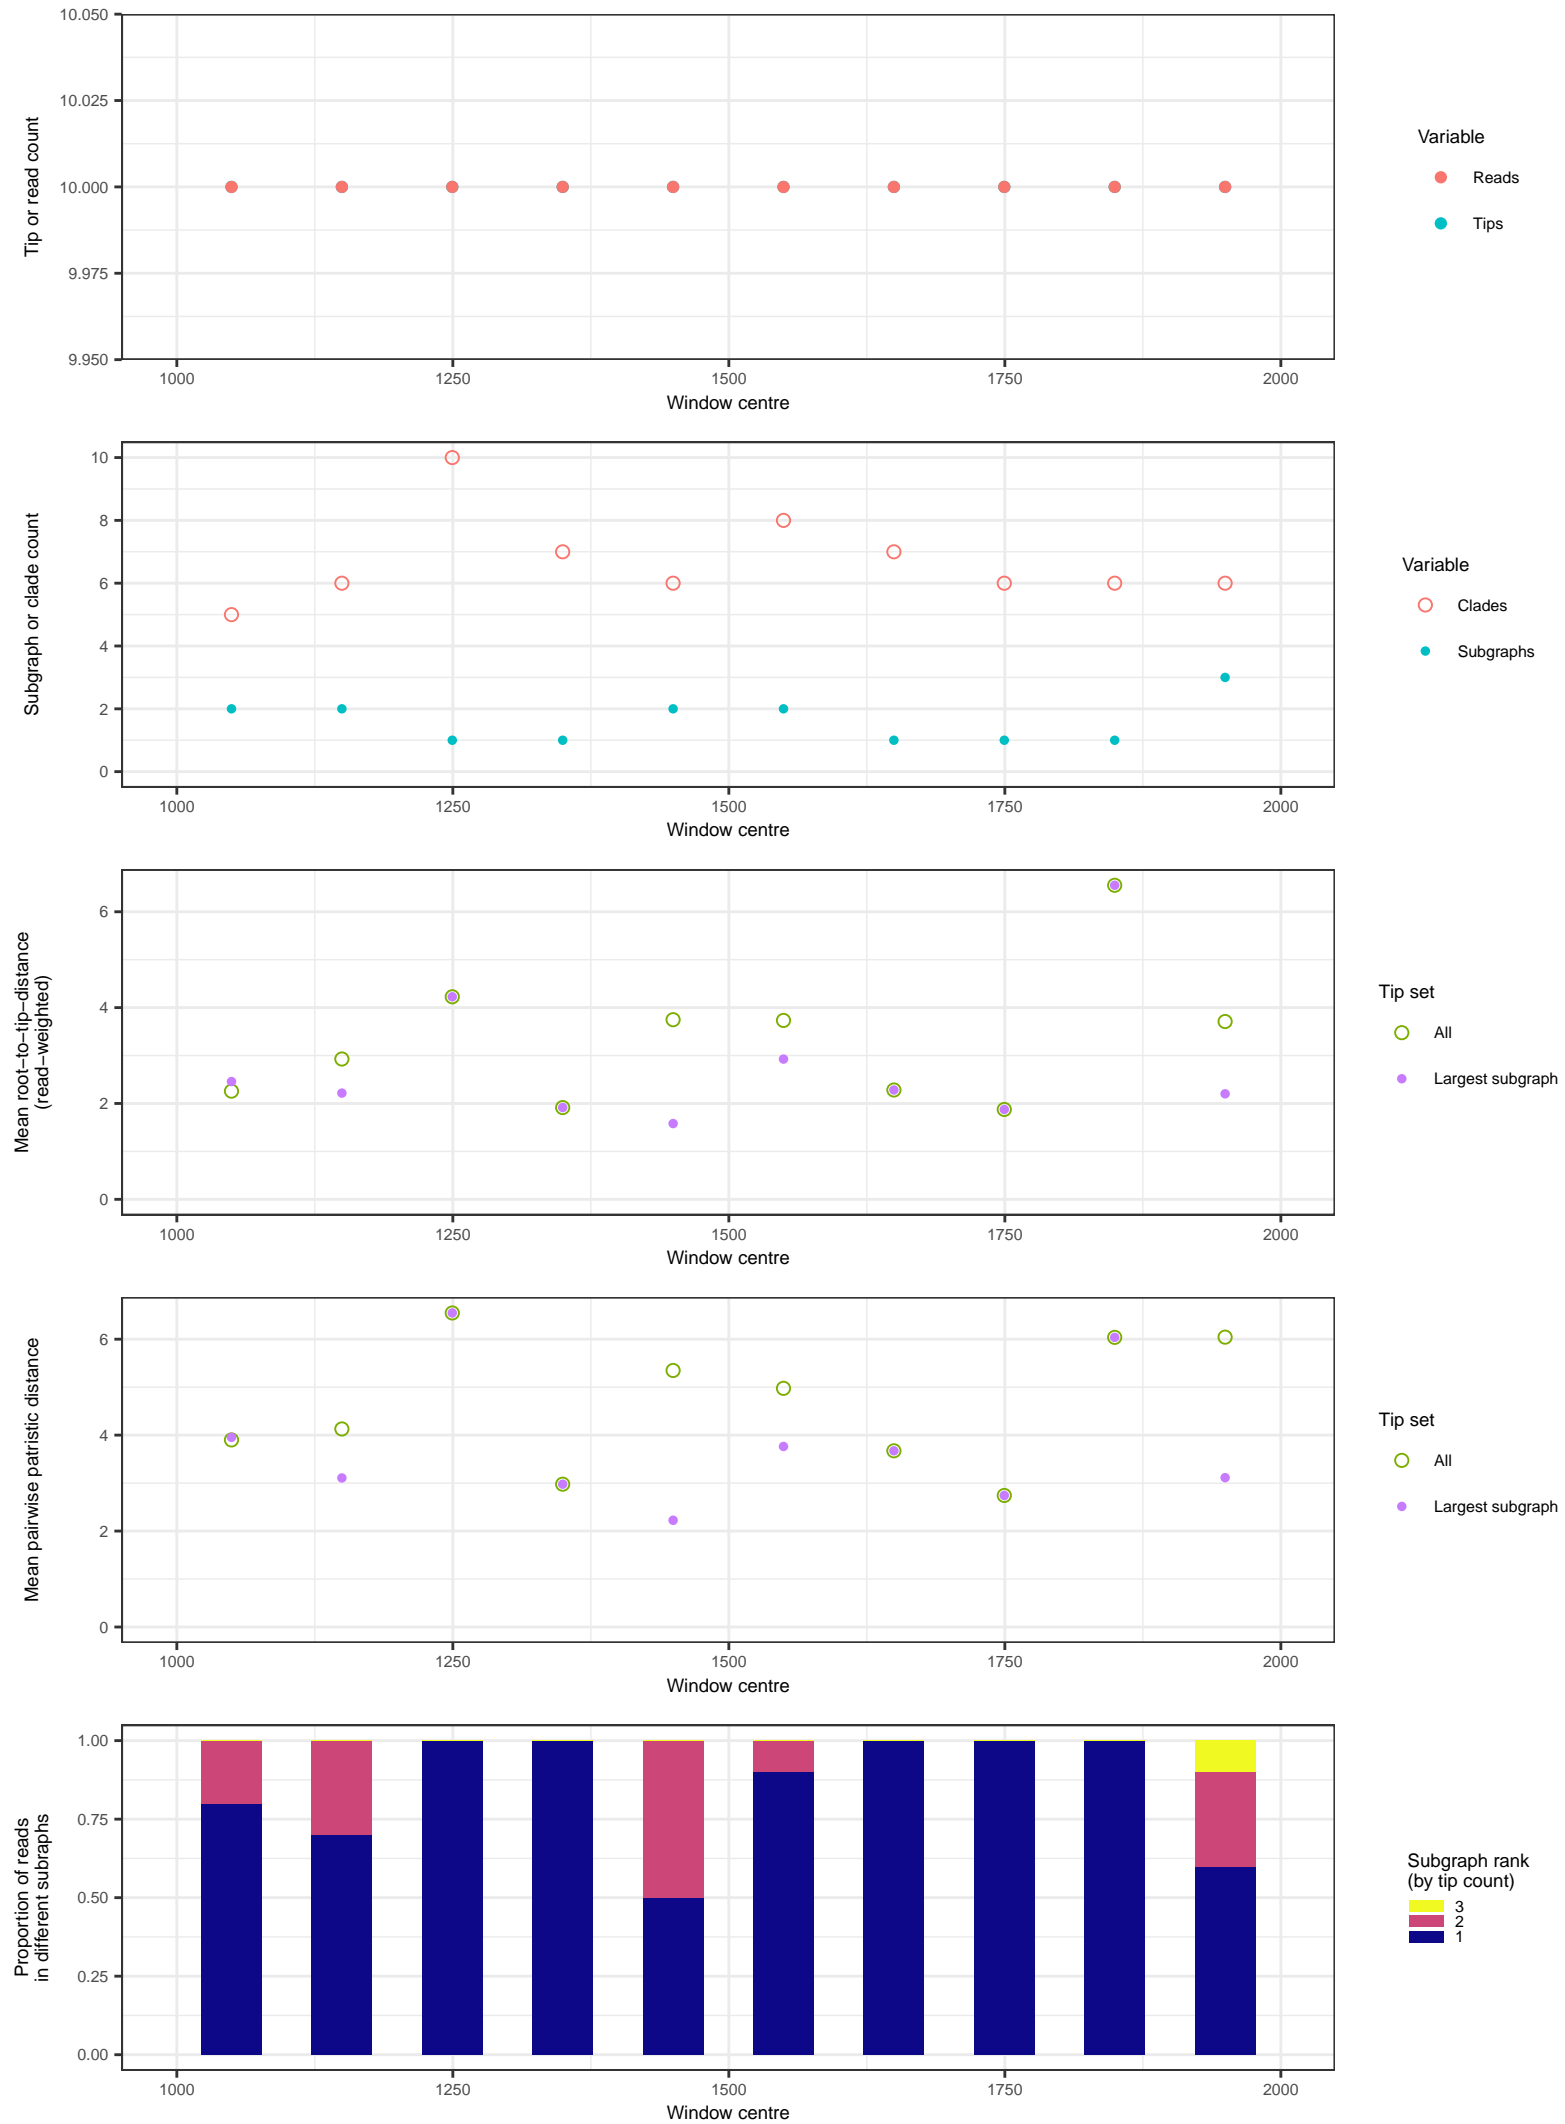 Tip or read count
10.050
10.025
10.000
9.975
9.950
1000 1250 1500 1750 2000
Window centre
Variable
Reads
Tips
Subgraph or clade count
10
8
6
4
2
0
1000 1250 1500 1750 2000
Window centre
Variable
Clades
Subgraphs
Mean root−to−tip−distance
(read−weighted)
6
4
2
0
1000 1250 1500 1750 2000
Window centre
Tip set
All
Largest subgraph
Mean pairwise patristic distance
6
4
2
0
1000 1250 1500 1750 2000
Window centre
Tip set
All
Largest subgraph
Proportion of reads
in different subraphs
1.00
0.75
0.50
0.25
0.00
1000 1250 1500 1750 2000
Window centre
Subgraph rank
(by tip count)
3
2
1